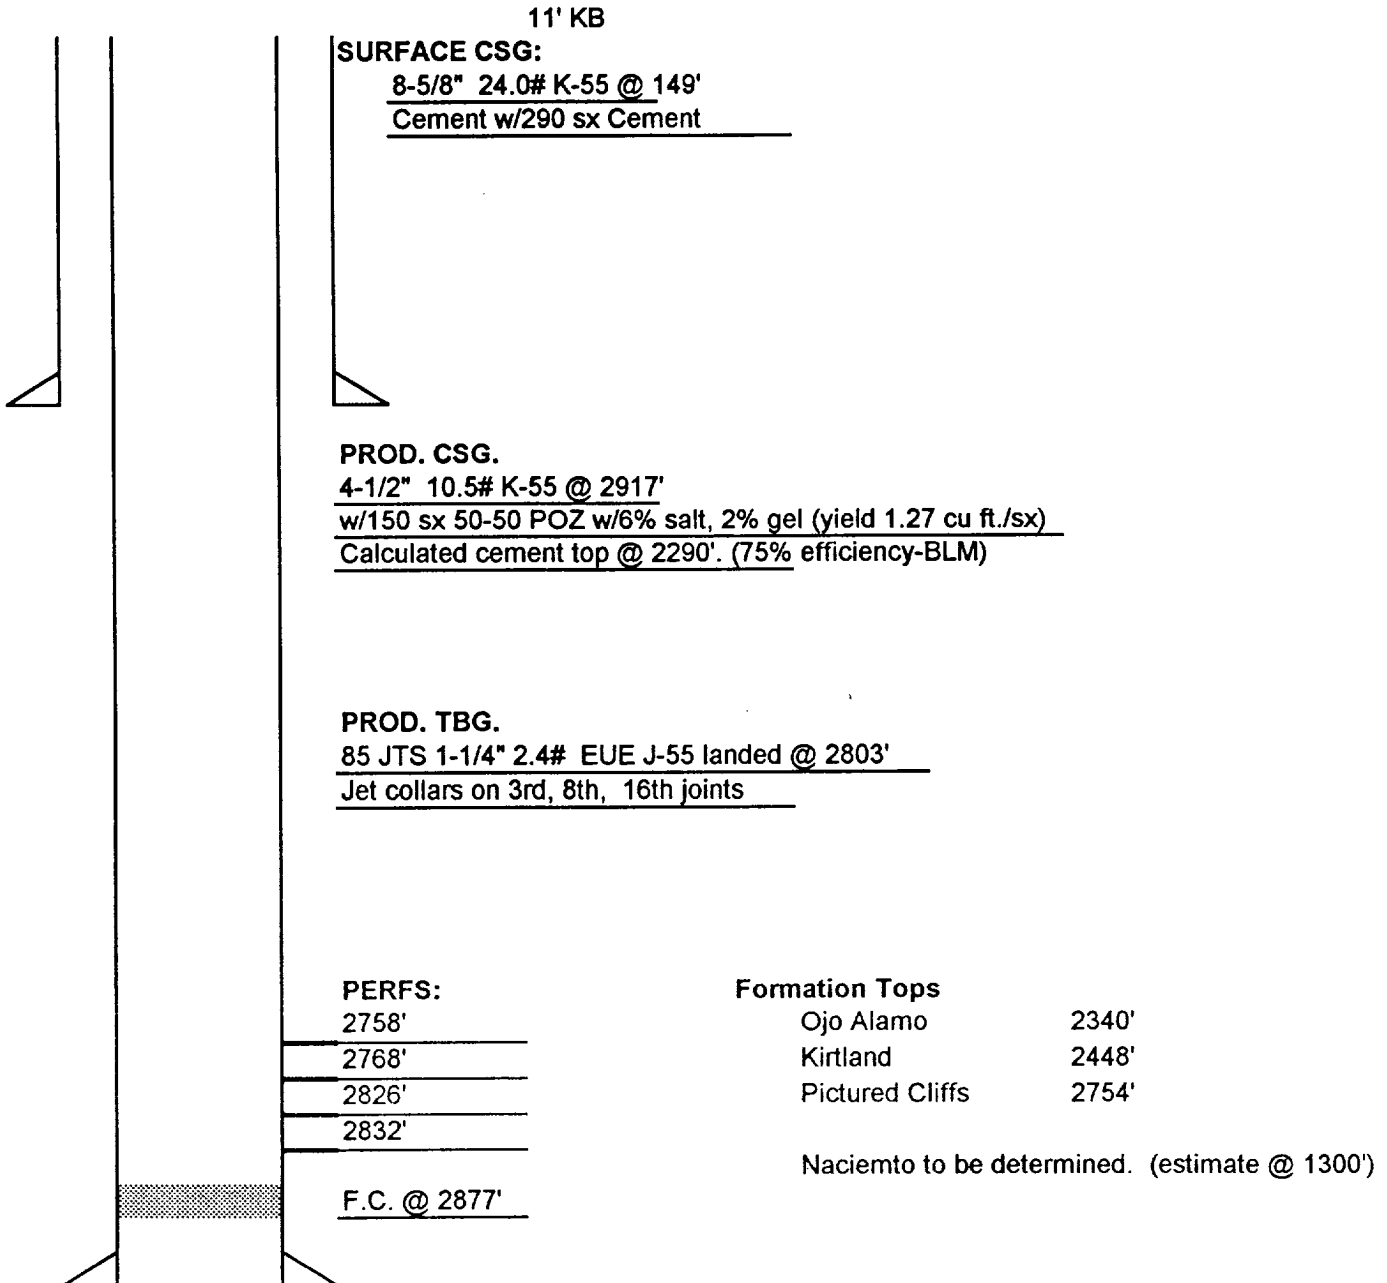 11' KB
SURFACE CSG:
8-5/8" 24.0# K-55 @ 149'
Cement w/290 sx Cement
PROD. CSG.
4-1/2" 10.5# K-55 @ 2917'
w/150 sx 50-50 POZ w/6% salt, 2% gel (yield 1.27 cu ft./sx)
Calculated cement top @ 2290'. (75% efficiency-BLM)
PROD. TBG.
85 JTS 1-1/4" 2.4# EUE J-55 landed @ 2803'
Jet collars on 3rd, 8th, 16th joints
PERFS:
2758'
2768'
2826'
2832'
F.C. @ 2877'
Formation Tops
Ojo Alamo 2340'
Kirtland 2448'
Pictured Cliffs 2754'
Naciemto to be determined. (estimate @ 1300')